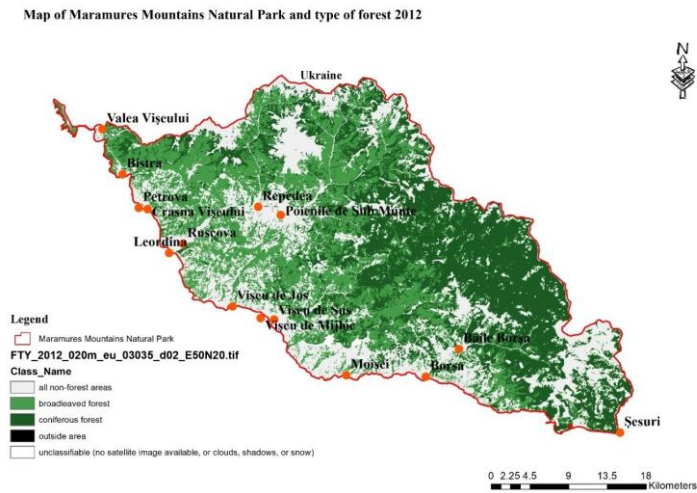 Map of Maramures Mountains Natural Park and type of forest 2012
N
Ukraine
Valea Vişeului
Bistra
Petrova
Crasna Vişeului
Repedea
Poienile de Sub Munte
Ruscova
Leordina
Vişeu de Jos
Vişeu de Sus
Vişeu de Mijloc
Baile Borşa
Moisei
Borşa
Şesuri
Legend
Maramures Mountains Natural Park
FTY_2012_020m_eu_03035_d02_E50N20.tif
Class_Name
all non-forest areas
broadleaved forest
coniferous forest
outside area
unclassifiable (no satellite image available, or clouds, shadows, or snow)
0 2.25 4.5 9 13.5 18
Kilometers